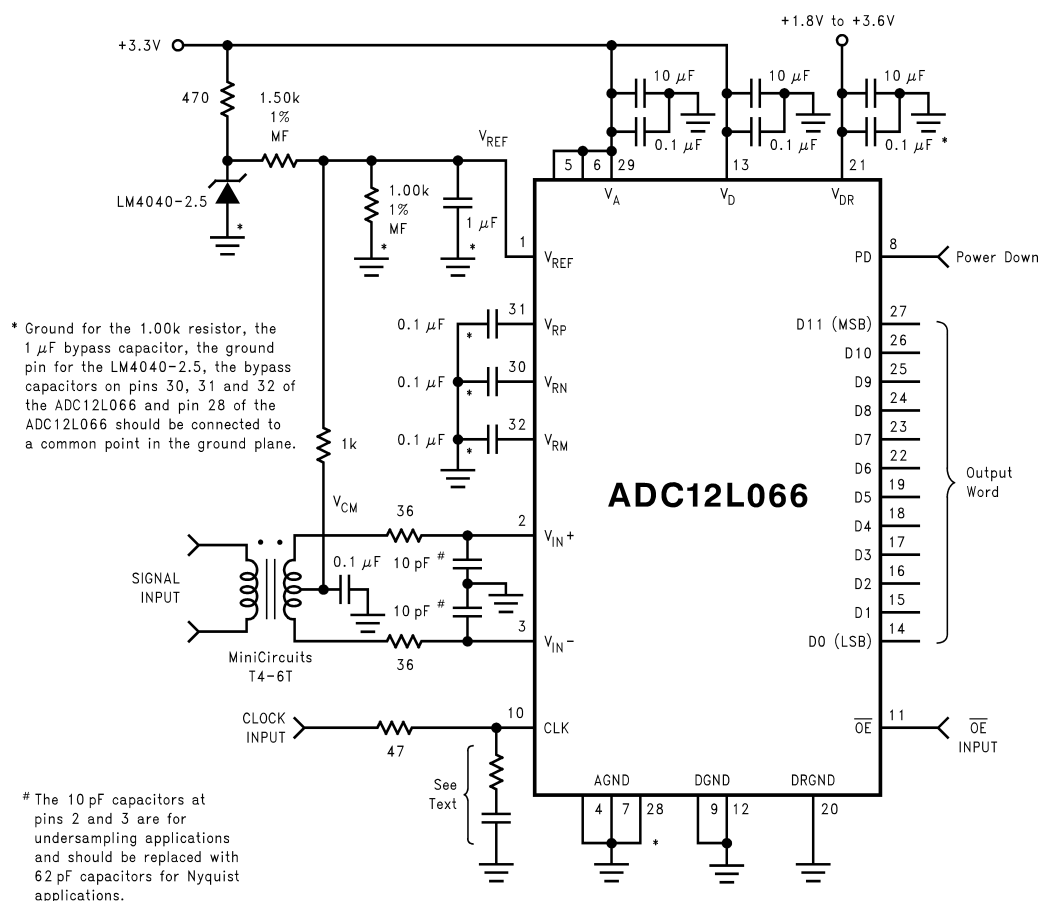 +1.8V to +3.6V
+3.3V
10 µF
10 µF
10 µF
470
1.50k
1%
MF
0.1 µF
0.1 µF
0.1 µF *
V_REF
5 6 29
13
21
V_A
V_D
V_DR
LM4040-2.5
*
1.00k
1%
MF
*
1 µF
*
1
V_REF
PD
8
Power Down
* Ground for the 1.00k resistor, the
1 µF bypass capacitor, the ground
pin for the LM4040-2.5, the bypass
capacitors on pins 30, 31 and 32 of
the ADC12L066 and pin 28 of the
ADC12L066 should be connected to
a common point in the ground plane.
0.1 µF
*
31
V_RP
0.1 µF
*
30
V_RN
0.1 µF
*
32
V_RM
D11 (MSB)
27
D10
26
D9
25
D8
24
D7
23
D6
22
D5
19
D4
18
D3
17
D2
16
D1
15
D0 (LSB)
14
Output
Word
ADC12L066
1k
V_CM
36
2
V_IN+
10 pF #
0.1 µF
SIGNAL
INPUT
10 pF #
3
V_IN-
36
MiniCircuits
T4-6T
CLOCK
INPUT
47
10
CLK
OE
11
OE
INPUT
See
Text
AGND
DGND
DRGND
4 7 28
9 12
20
*
# The 10 pF capacitors at
pins 2 and 3 are for
undersampling applications
and should be replaced with
62 pF capacitors for Nyquist
applications.